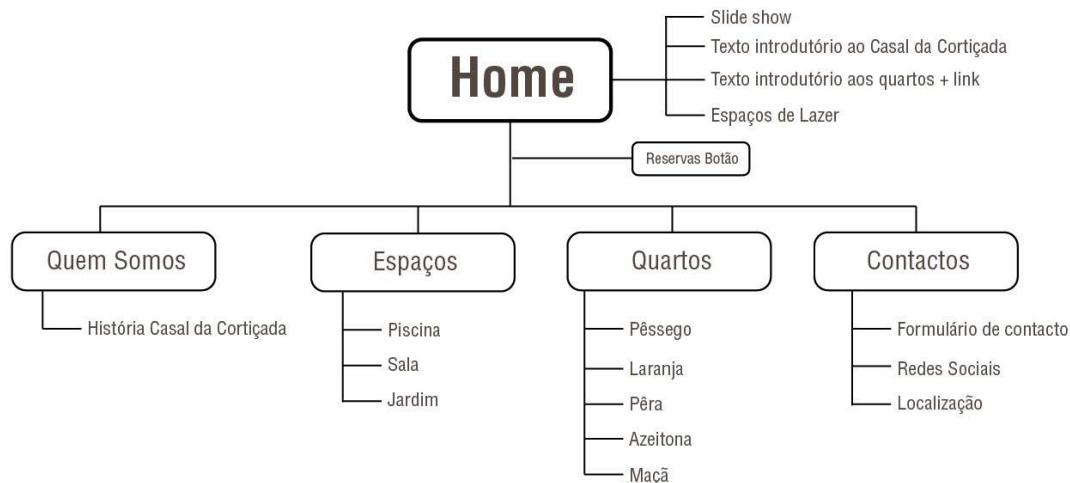 Home
Slide show
Texto introdutório ao Casal da Cortiçada
Texto introdutório aos quartos + link
Espaços de Lazer
Reservas Botão
Quem Somos
História Casal da Cortiçada
Espaços
Piscina
Sala
Jardim
Quartos
Pêssego
Laranja
Pêra
Azeitona
Maçã
Contactos
Formulário de contacto
Redes Sociais
Localização